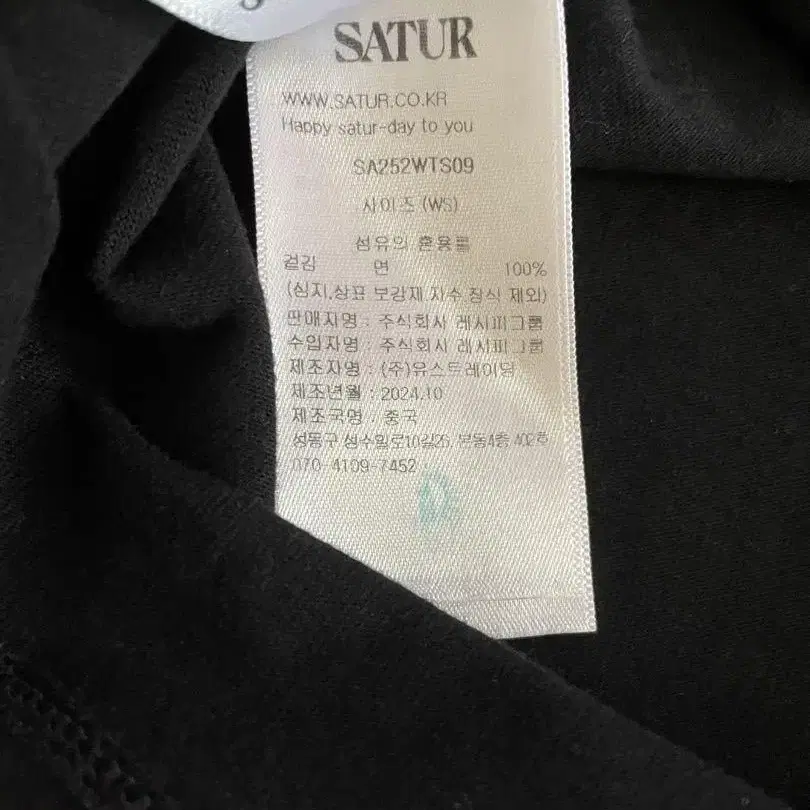 SATUR
WWW.SATUR.CO.KR
Happy satur-day to you
SA252WTS09
사이즈 (WS)
섬유의 혼용률
겉감 면 100%
(심지,상표 보강재 자수 장식 제외)
판매자명 : 주식회사 레시피그룹
수입자명 : 주식회사 레시피그룹
제조자명 : (주)유스트레이딩
제조년월 : 2024.10
제조국명 : 중국
성동구 성수일로10길26, 본동4층 402호
070-4109-7452